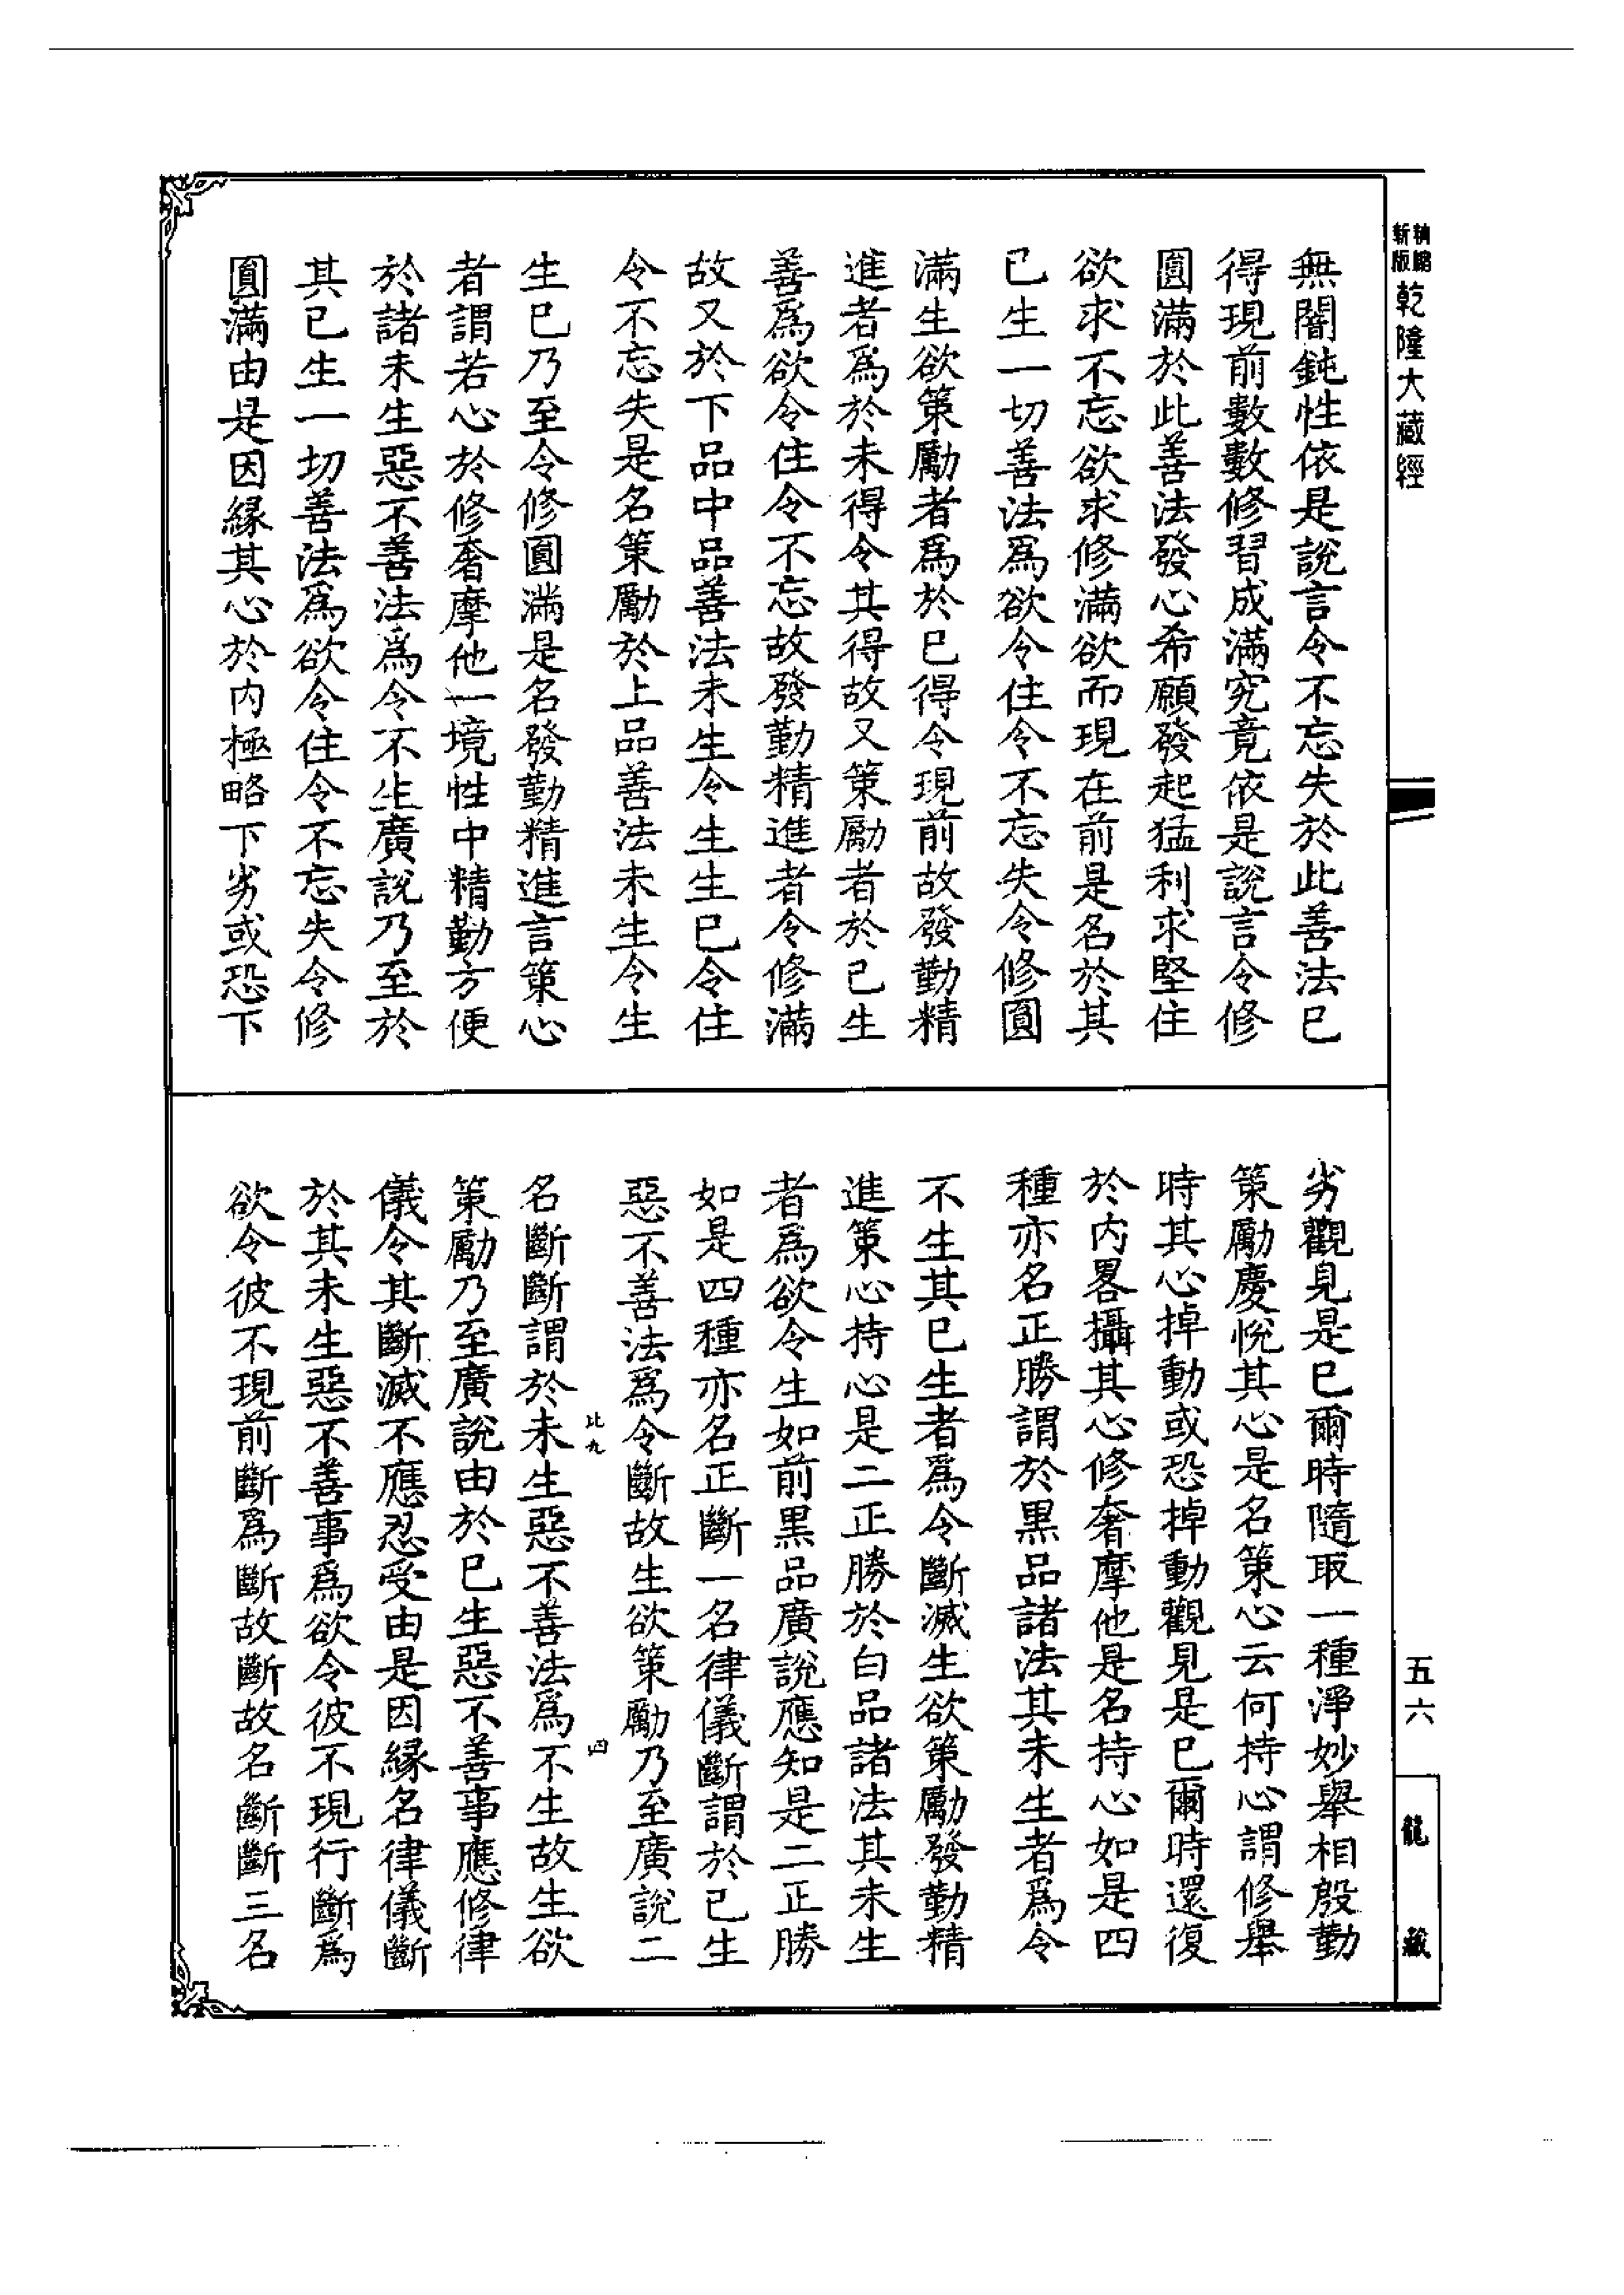 新版
乾隆大藏經
無闇鈍性依是說言令不忘失於此善法已
得現前數數修習成滿究竟依是說言令修
圓滿於此善法發心希願發起猛利求堅住
欲求不忘欲求修滿欲而現在前是名於其
已生一切善法爲欲令住令不忘失令修圓
滿生欲策勵者爲於已得令現前故發勤精
進者爲於未得令其得故又策勵者於已生
善爲欲令住令不忘故發勤精進者令修滿
故又於下品中品善法未生令生生已令住
令不忘失是名策勵於上品善法未生令生
生已乃至令修圓滿是名發勤精進言策心
者謂若心於修奢摩他一境性中精勤方便
於諸未生惡不善法爲令不生廣說乃至於
其已生一切善法爲欲令住令不忘失令修
圓滿由是因緣其心於内極略下劣或恐下
劣觀見是已爾時隨取一種淨妙舉相殷勤
策勵慶悅其心是名策心云何持心謂修舉
時其心掉動或恐掉動觀見是已爾時還復
於内畧攝其心修奢摩他是名持心如是四
種亦名正勝謂於黒品諸法其未生者爲令
不生其已生者爲令斷滅生欲策勵發勤精
進策心持心是二正勝於白品諸法其未生
者爲欲令生如前黒品廣說應知是二正勝
如是四種亦名正斷一名律儀斷謂於已生
惡不善法爲令斷故生欲策勵乃至廣說二
比九
四
名斷斷謂於未生惡不善法爲不生故生欲
策勵乃至廣說由於已生惡不善事應修律
儀令其斷滅不應忍受由是因緣名律儀斷
於其未生惡不善事爲欲令彼不現行斷爲
欲令彼不現前斷爲斷故斷故名斷斷三名
五六
龍藏